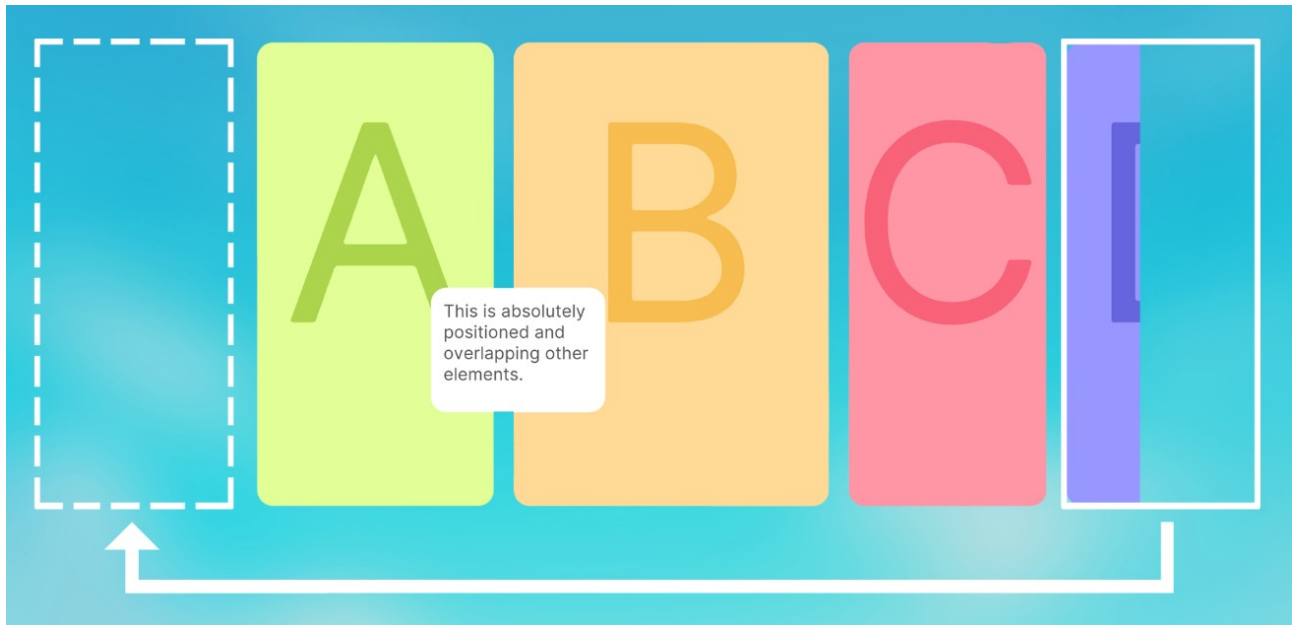 A
B
C
This is absolutely
positioned and
overlapping other
elements.